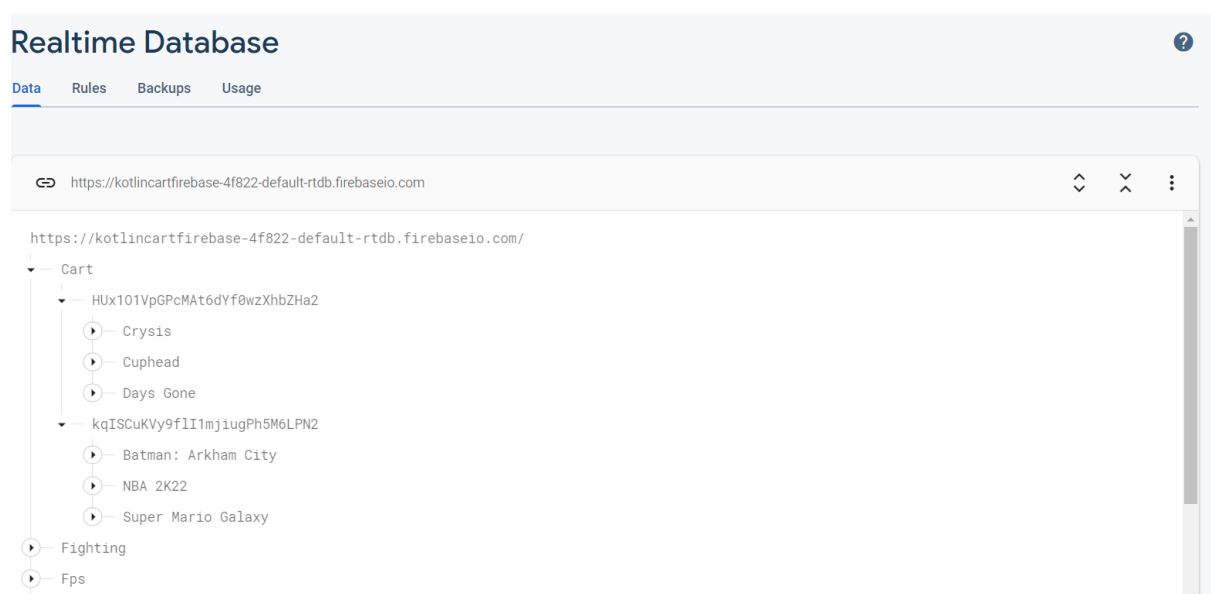 Realtime Database
?
Data Rules Backups Usage
https://kotlincartfirebase-4f822-default-rtdb.firebaseio.com
https://kotlincartfirebase-4f822-default-rtdb.firebaseio.com/
Cart
HUx1O1VpGPcMAt6dYf0wzXhbZHa2
Crysis
Cuphead
Days Gone
kqISCuKVy9flI1mjiugPh5M6LPN2
Batman: Arkham City
NBA 2K22
Super Mario Galaxy
Fighting
Fps